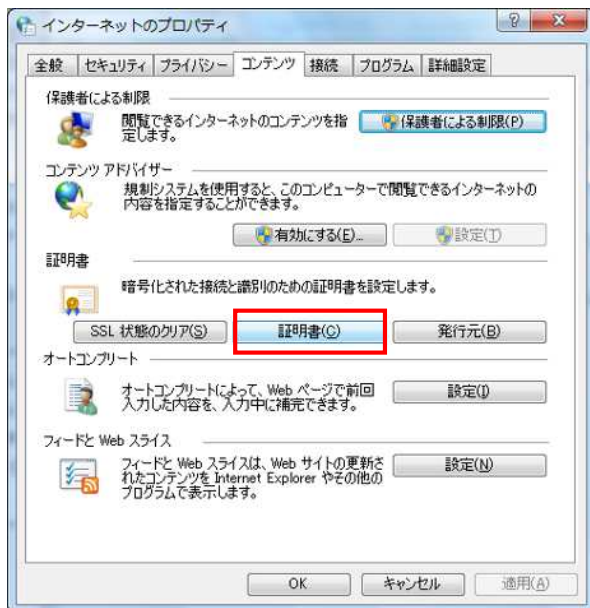 インターネットのプロパティ
全般 セキュリティ プライバシー コンテンツ 接続 プログラム 詳細設定
保護者による制限
閲覧できるインターネットのコンテンツを指
定します。
保護者による制限(P)
コンテンツ アドバイザー
規制システムを使用すると、このコンピューターで閲覧できるインターネットの
内容を指定することができます。
有効にする(E)... 設定(T)
証明書
暗号化された接続と識別のための証明書を設定します。
SSL 状態のクリア(S) 証明書(C) 発行元(B)
オートコンプリート
オートコンプリートによって、Web ページで前回
入力した内容を、入力中に補完できます。
設定(I)
フィードと Web スライス
フィードと Web スライスは、Web サイトの更新さ
れたコンテンツを Internet Explorer やその他の
プログラムで表示します。
設定(N)
OK キャンセル 適用(A)